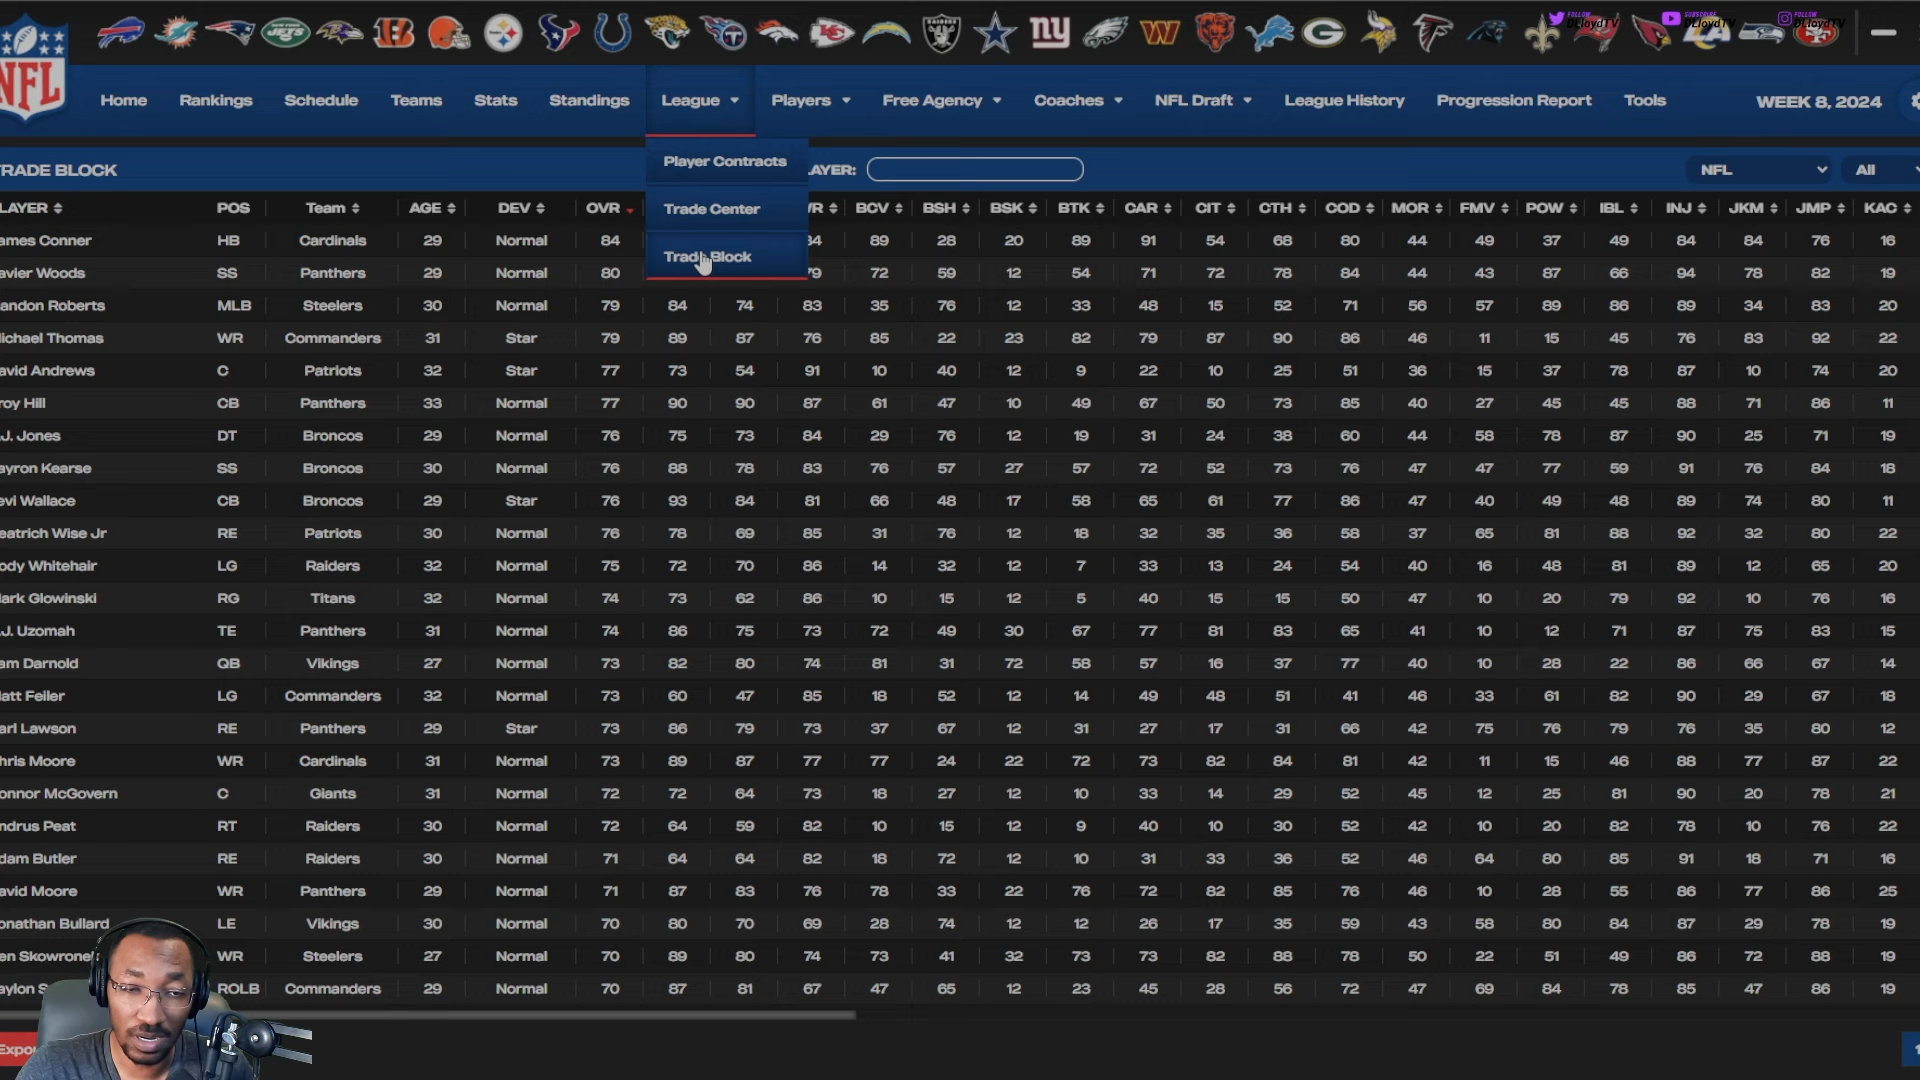 FOLLOW DLloydTV SUBSCRIBE DLloydTV FOLLOW DLloydTV
NFL Home Rankings Schedule Teams Stats Standings League Players Free Agency Coaches NFL Draft League History Progression Report Tools WEEK 8, 2024
Player Contracts
RADE BLOCK AYER: NFL All
LAYER POS Team AGE DEV OVR Trade Center VR BCV BSH BSK BTK CAR CIT CTH COD MOR FMV POW IBL INJ JKM JMP KAC
ames Conner HB Cardinals 29 Normal 84 34 89 28 20 89 91 54 68 80 44 49 37 49 84 84 76 16
avier Woods SS Panthers 29 Normal 80 Trade Block 79 72 59 12 54 71 72 78 84 44 43 87 66 94 78 82 19
andon Roberts MLB Steelers 30 Normal 79 84 74 83 35 76 12 33 48 15 52 71 56 57 89 86 89 34 83 20
ichael Thomas WR Commanders 31 Star 79 89 87 76 85 22 23 82 79 87 90 86 46 11 15 45 76 83 92 22
avid Andrews C Patriots 32 Star 77 73 54 91 10 40 12 9 22 10 25 51 36 15 37 78 87 10 74 20
roy Hill CB Panthers 33 Normal 77 90 90 87 61 47 10 49 67 50 73 85 40 27 45 45 88 71 86 11
.J. Jones DT Broncos 29 Normal 76 75 73 84 29 76 12 19 31 24 38 60 44 58 78 87 90 25 71 19
ayron Kearse SS Broncos 30 Normal 76 88 78 83 76 57 27 57 72 52 73 76 47 47 77 59 91 76 84 18
evi Wallace CB Broncos 29 Star 76 93 84 81 66 48 17 58 65 61 77 86 47 40 49 48 89 74 80 11
eatrich Wise Jr RE Patriots 30 Normal 76 78 69 85 31 76 12 18 32 35 36 58 37 65 81 88 92 32 80 22
ody Whitehair LG Raiders 32 Normal 75 72 70 86 14 32 12 7 33 13 24 54 40 16 48 81 89 12 65 20
ark Glowinski RG Titans 32 Normal 74 73 62 86 10 15 12 5 40 15 15 50 47 10 20 79 92 10 76 16
.J. Uzomah TE Panthers 31 Normal 74 86 75 73 72 49 30 67 77 81 83 65 41 10 12 71 87 75 83 15
am Darnold QB Vikings 27 Normal 73 82 80 74 81 31 72 58 57 16 37 77 40 10 28 22 86 66 67 14
att Feiler LG Commanders 32 Normal 73 60 47 85 18 52 12 14 49 48 51 41 46 33 61 82 90 29 67 18
arl Lawson RE Panthers 29 Star 73 86 79 73 37 67 12 31 27 17 31 66 42 75 76 79 76 35 80 12
hris Moore WR Cardinals 31 Normal 73 89 87 77 77 24 22 72 73 82 84 81 42 11 15 46 88 77 87 22
onnor McGovern C Giants 31 Normal 72 72 64 73 18 27 12 10 33 14 29 52 45 12 25 81 90 20 78 21
ndrus Peat RT Raiders 30 Normal 72 64 59 82 10 15 12 9 40 10 30 52 42 10 20 82 78 10 76 22
dam Butler RE Raiders 30 Normal 71 64 64 82 18 72 12 10 31 33 36 52 46 64 80 85 91 18 71 16
avid Moore WR Panthers 29 Normal 71 87 83 76 78 33 22 76 72 82 85 76 46 10 28 55 86 77 86 25
onathan Bullard LE Vikings 30 Normal 70 80 70 69 28 74 12 12 26 17 35 59 43 58 80 84 87 29 78 19
en Skowrone WR Steelers 27 Normal 70 89 80 74 73 41 32 73 73 82 88 78 50 22 51 49 86 72 88 19
aylon S ROLB Commanders 29 Normal 70 87 81 67 47 65 12 23 45 28 56 72 47 69 84 78 85 47 86 19
Expo